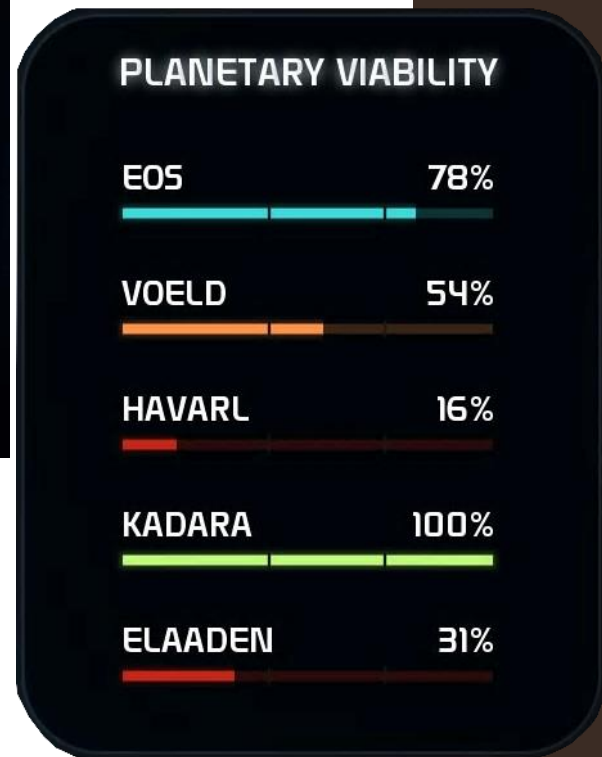 PLANETARY VIABILITY
EOS 78%
VOELD 54%
HAVARL 16%
KADARA 100%
ELAADEN 31%